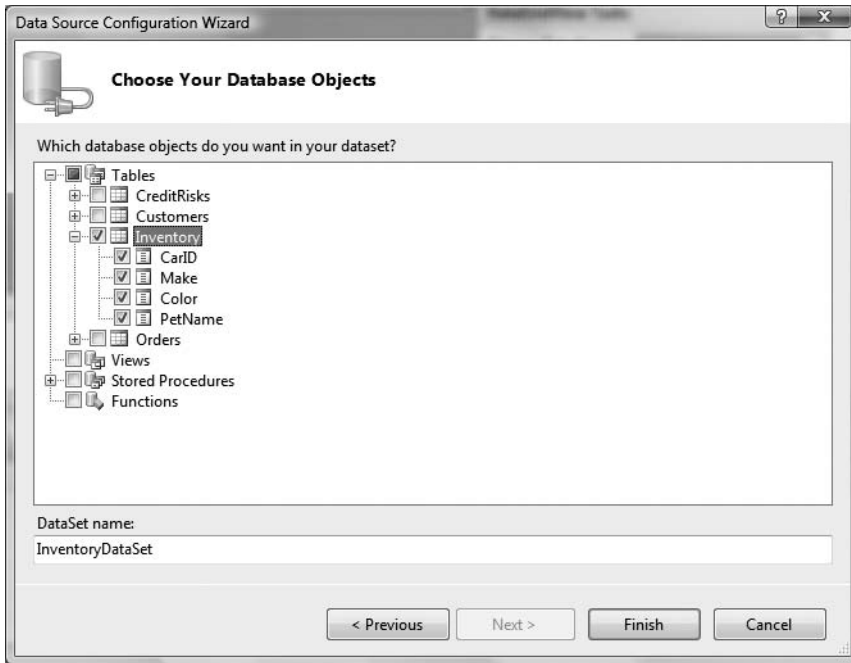 Data Source Configuration Wizard
? X
Choose Your Database Objects
Which database objects do you want in your dataset?
Tables
CreditRisks
Customers
Inventory
CarID
Make
Color
PetName
Orders
Views
Stored Procedures
Functions
DataSet name:
InventoryDataSet
< Previous Next > Finish Cancel